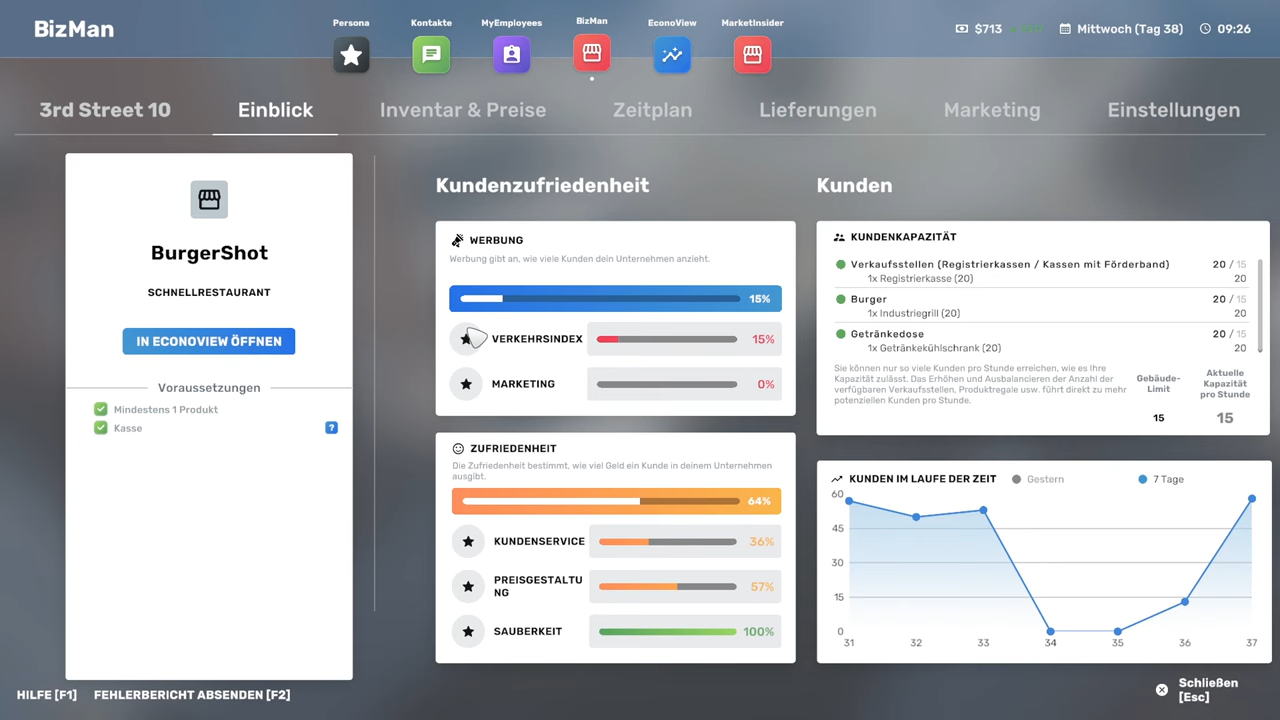 BizMan
Persona
Kontakte
MyEmployees
BizMan
EconoView
MarketInsider
$713
Mittwoch (Tag 38)
09:26
3rd Street 10
Einblick
Inventar & Preise
Zeitplan
Lieferungen
Marketing
Einstellungen
BurgerShot
SCHNELLRESTAURANT
IN ECONOVIEW ÖFFNEN
Voraussetzungen
Mindestens 1 Produkt
Kasse
?
Kundenzufriedenheit
WERBUNG
Werbung gibt an, wie viele Kunden dein Unternehmen anzieht.
15%
VERKEHRSINDEX 15%
MARKETING 0%
ZUFRIEDENHEIT
Die Zufriedenheit bestimmt, wie viel Geld ein Kunde in deinem Unternehmen
ausgibt.
64%
KUNDENSERVICE 36%
PREISGESTALTU
NG
57%
SAUBERKEIT 100%
Kunden
KUNDENKAPAZITÄT
Verkaufsstellen (Registrierkassen / Kassen mit Förderband) 20 / 15
1x Registrierkasse (20) 20
Burger 20 / 15
1x Industriegrill (20) 20
Getränkedose 20 / 15
1x Getränkekühlschrank (20) 20
Sie können nur so viele Kunden pro Stunde erreichen, wie es Ihre
Kapazität zulässt. Das Erhöhen und Ausbalancieren der Anzahl der
verfügbaren Verkaufsstellen, Produktregale usw. führt direkt zu mehr
potenziellen Kunden pro Stunde.
Gebäude-
Limit
15
Aktuelle
Kapazität
pro Stunde
15
KUNDEN IM LAUFE DER ZEIT
Gestern
7 Tage
60
45
30
15
0
31 32 33 34 35 36 37
HILFE [F1]
FEHLERBERICHT ABSENDEN [F2]
Schließen
[Esc]